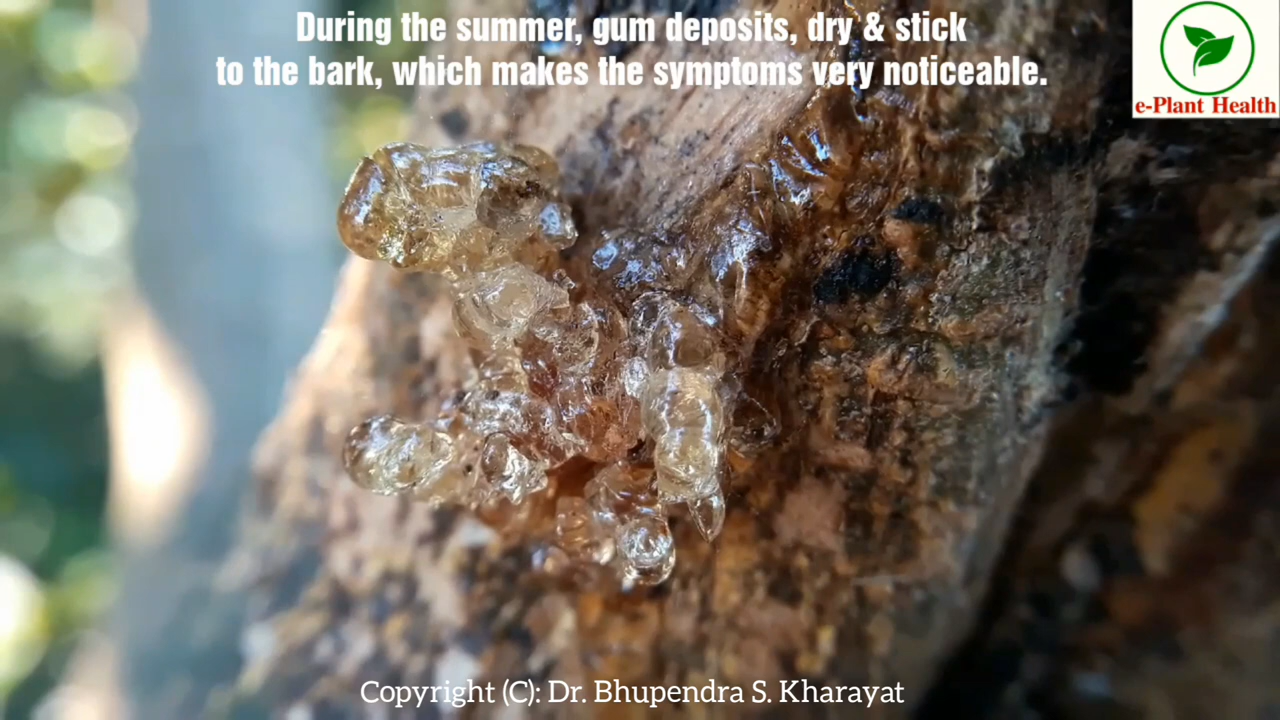 During the summer, gum deposits, dry & stick
to the bark, which makes the symptoms very noticeable.
e-Plant Health
Copyright (C): Dr. Bhupendra S. Kharayat